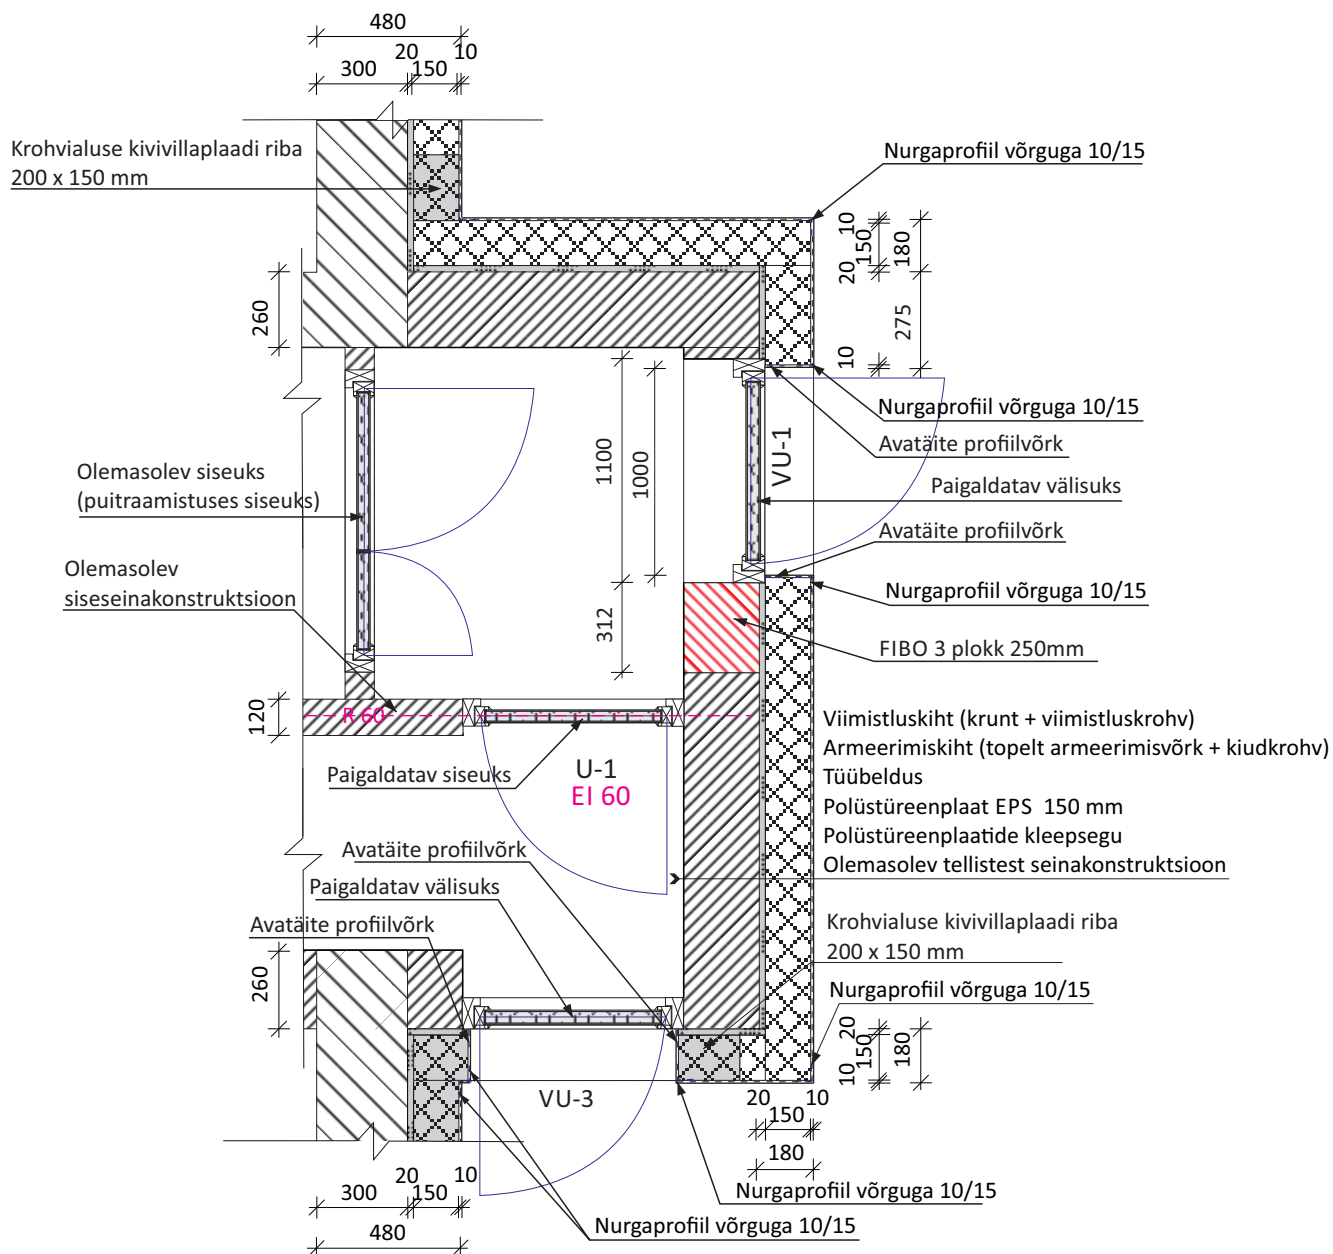 480
20
10
300
150
Krohvialuse kivivillaplaadi riba
200 x 150 mm
Nurgaprofiil võrguga 10/15
10
150
180
20
260
275
10
Nurgaprofiil võrguga 10/15
VU-1
Avatäite profiilvõrk
1100
1000
Olemasolev siseuks
(puitraamistuses siseuks)
Paigaldatav välisuks
Avatäite profiilvõrk
Olemasolev
siseseinakonstruktsioon
Nurgaprofiil võrguga 10/15
312
FIBO 3 plokk 250mm
120
R 60
Viimistluskiht (krunt + viimistluskrohv)
Armeerimiskiht (topelt armeerimisvõrk + kiudkrohv)
Tüübeldus
Polüstüreenplaat EPS 150 mm
Polüstüreenplaatide kleepsegu
Olemasolev tellistest seinakonstruktsioon
Paigaldatav siseuks
U-1
EI 60
Avatäite profiilvõrk
Paigaldatav välisuks
Avatäite profiilvõrk
Krohvialuse kivivillaplaadi riba
200 x 150 mm
260
Nurgaprofiil võrguga 10/15
20
150
180
10
VU-3
20
10
150
180
20
10
300
150
Nurgaprofiil võrguga 10/15
480
Nurgaprofiil võrguga 10/15